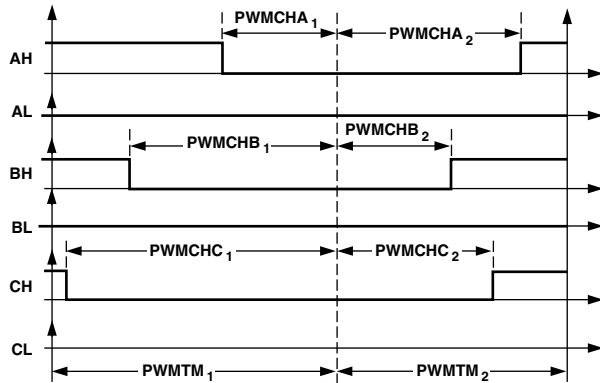 PWMCHA1
PWMCHA2
AH
AL
PWMCHB1
PWMCHB2
BH
BL
PWMCHC1
PWMCHC2
CH
CL
PWMTM1
PWMTM2